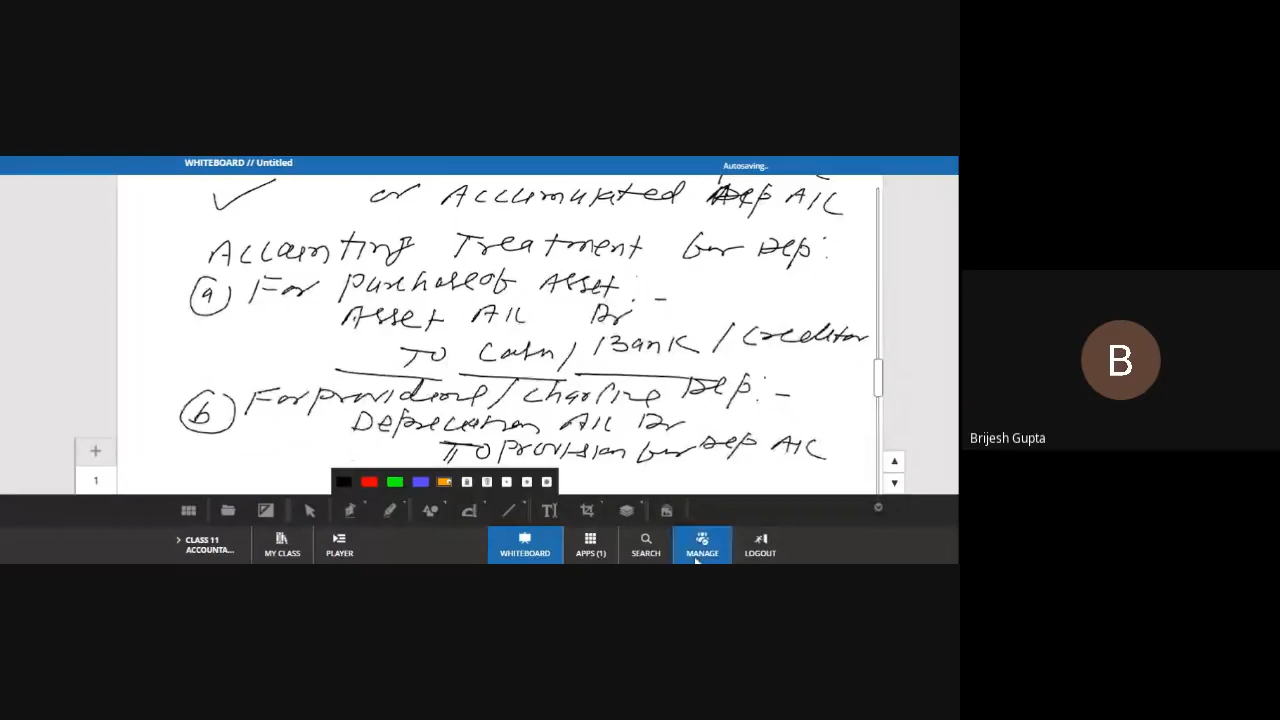 WHITEBOARD // Untitled
Autosaving..
or Accumulated Dep A/C
Accounting Treatment for Dep:
(a) For purchase of Asset: -
Asset A/C Dr
To Cash / Bank / Creditor
(b) For providing / charging Dep: -
Depreciation A/C Dr
To Provision for Dep A/C
1
B
Brijesh Gupta
CLASS 11
ACCOUNTA...
MY CLASS
PLAYER
WHITEBOARD
APPS (1)
SEARCH
MANAGE
LOGOUT